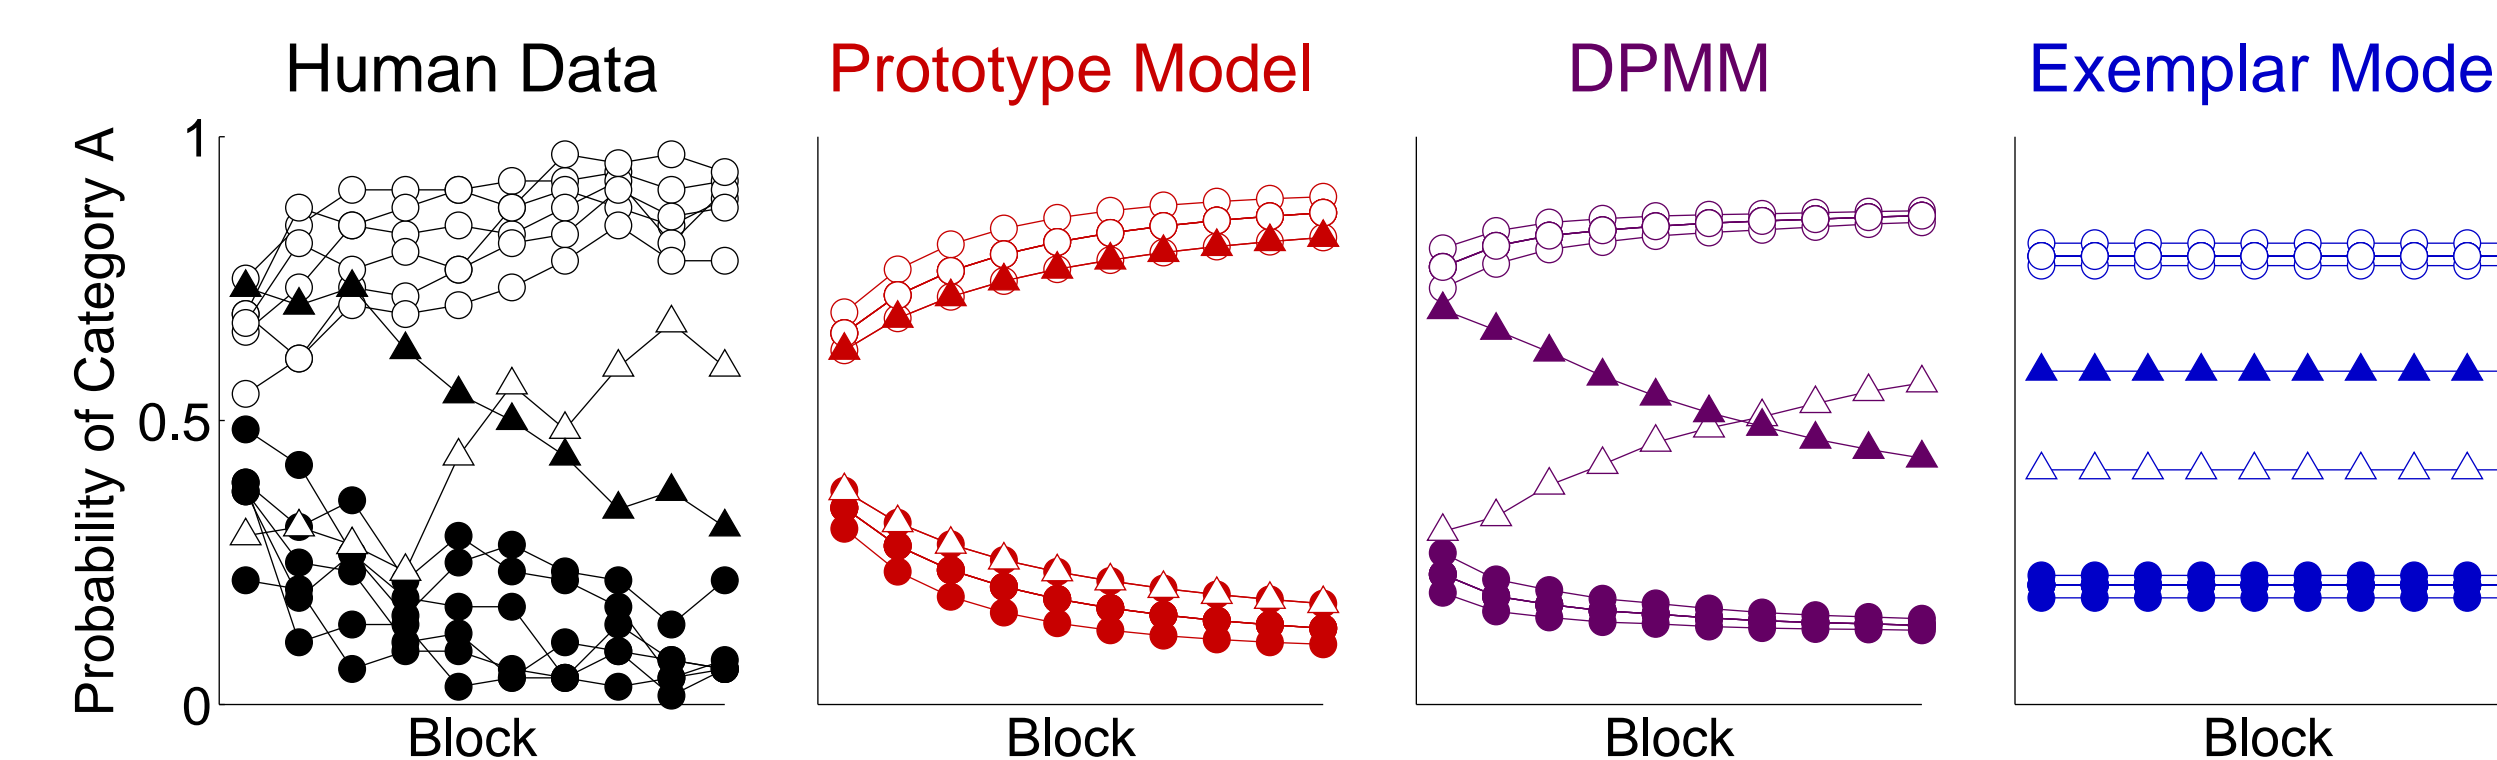 Human Data
Prototype Model
DPMM
Exemplar Mode
Probability of Category A
1
0.5
0
Block
Block
Block
Block